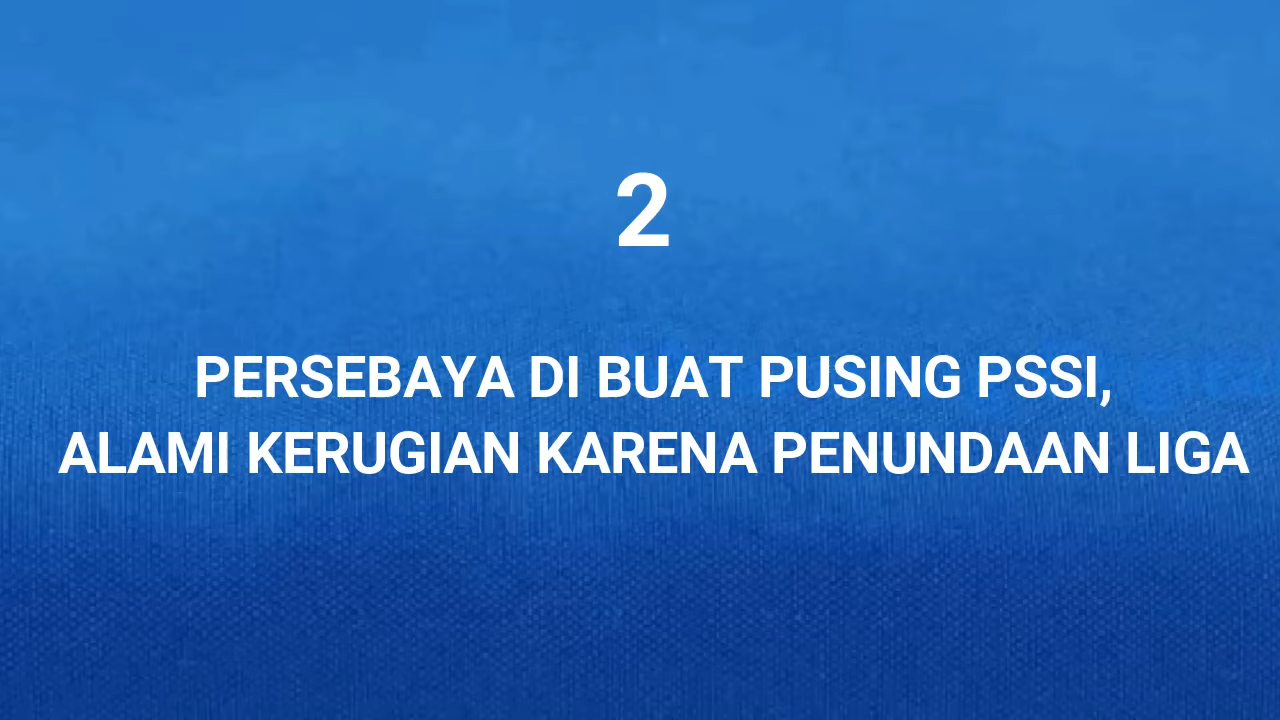 2
PERSEBAYA DI BUAT PUSING PSSI,
ALAMI KERUGIAN KARENA PENUNDAAN LIGA